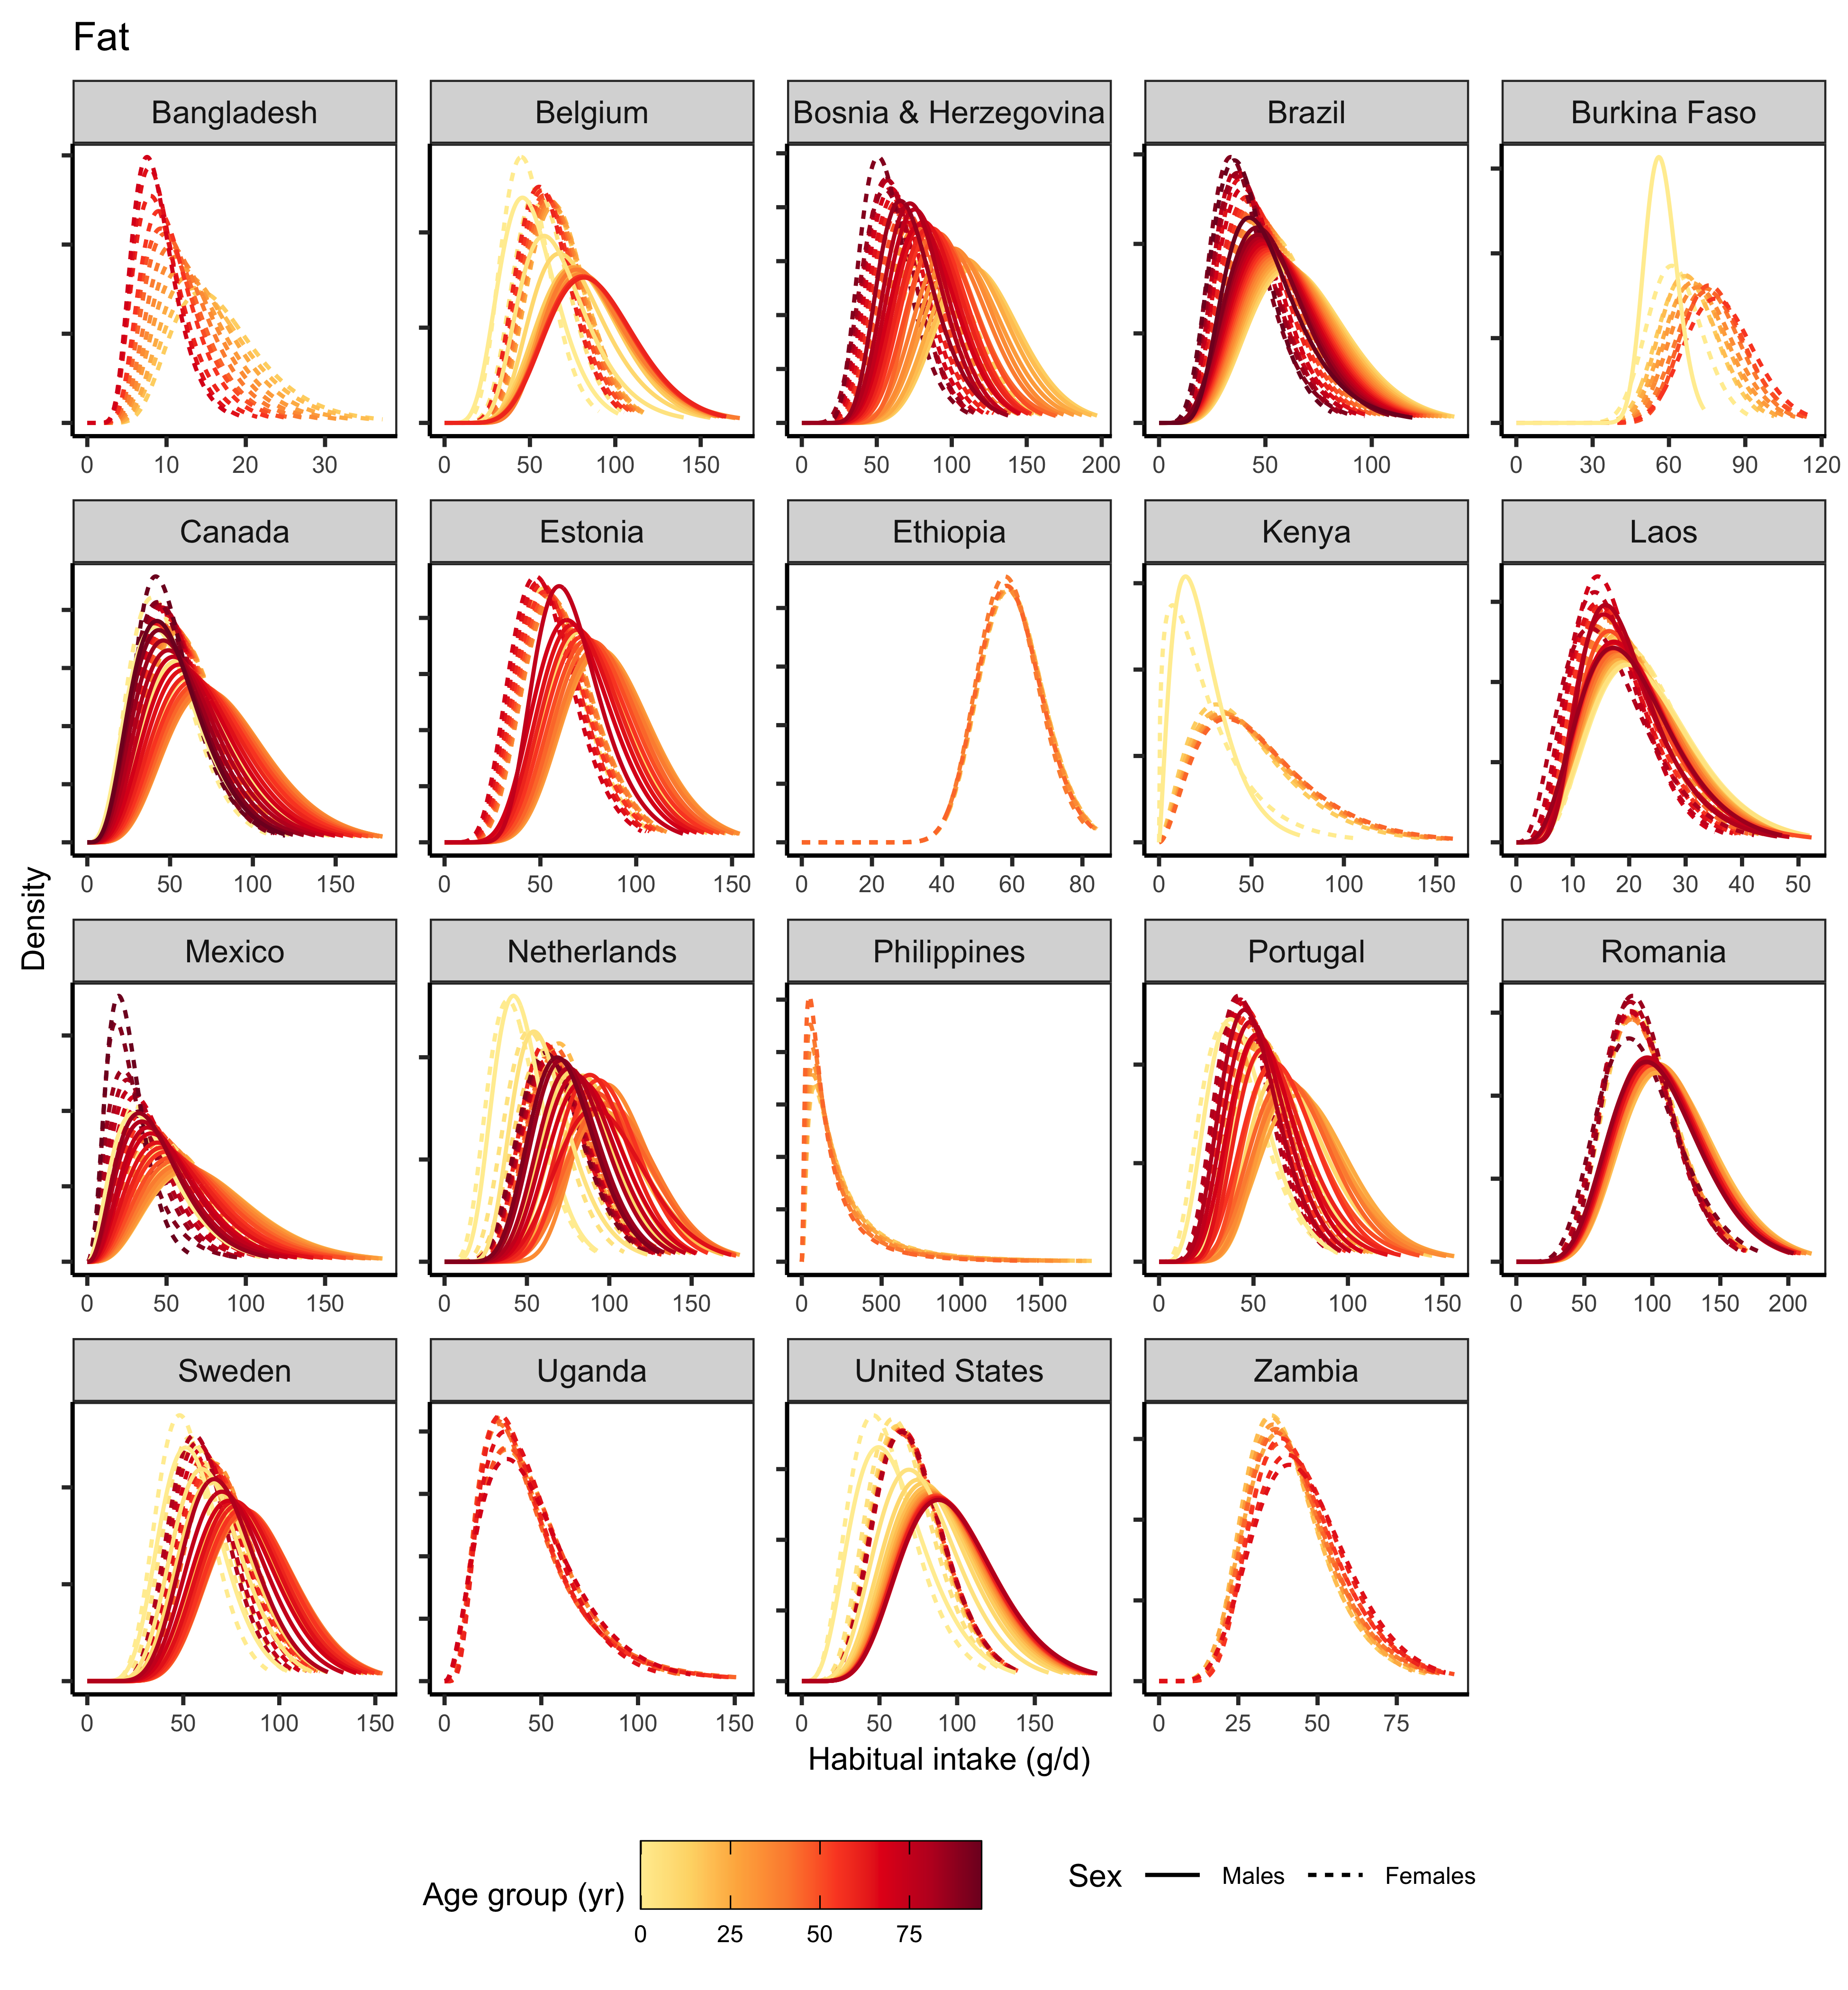 Fat
Bangladesh Belgium Bosnia & Herzegovina Brazil Burkina Faso
0 10 20 30 0 50 100 150 0 50 100 150 200 0 50 100 0 30 60 90 120
Canada Estonia Ethiopia Kenya Laos
0 50 100 150 0 50 100 150 0 20 40 60 80 0 50 100 150 0 10 20 30 40 50
Density
Mexico Netherlands Philippines Portugal Romania
0 50 100 150 0 50 100 150 0 500 1000 1500 0 50 100 150 0 50 100 150 200
Sweden Uganda United States Zambia
0 50 100 150 0 50 100 150 0 50 100 150 0 25 50 75
Habitual intake (g/d)
Age group (yr) Sex Males Females
0 25 50 75